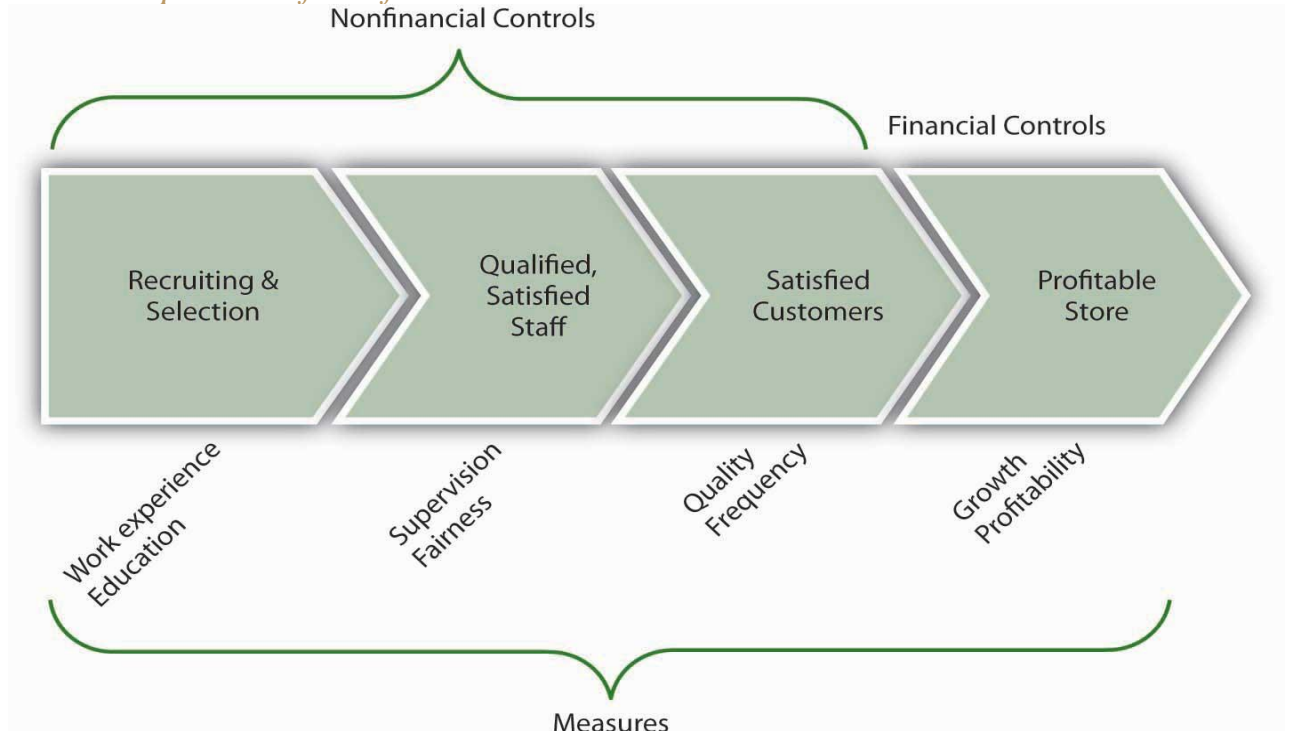 Nonfinancial Controls
Financial Controls
Recruiting &
Selection
Qualified,
Satisfied
Staff
Satisfied
Customers
Profitable
Store
Work experience
Education
Supervision
Fairness
Quality
Frequency
Growth
Profitability
Measures